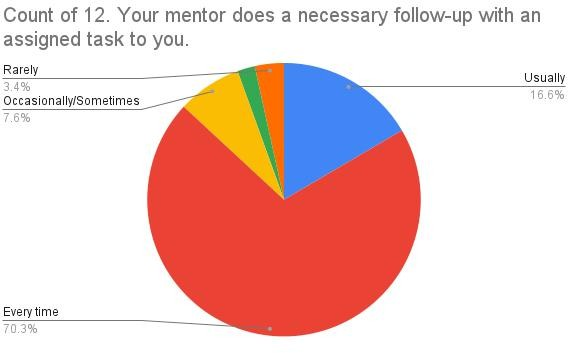 Count of 12. Your mentor does a necessary follow-up with an
assigned task to you.
Rarely
3.4%
Occasionally/Sometimes
7.6%
Usually
16.6%
Every time
70.3%